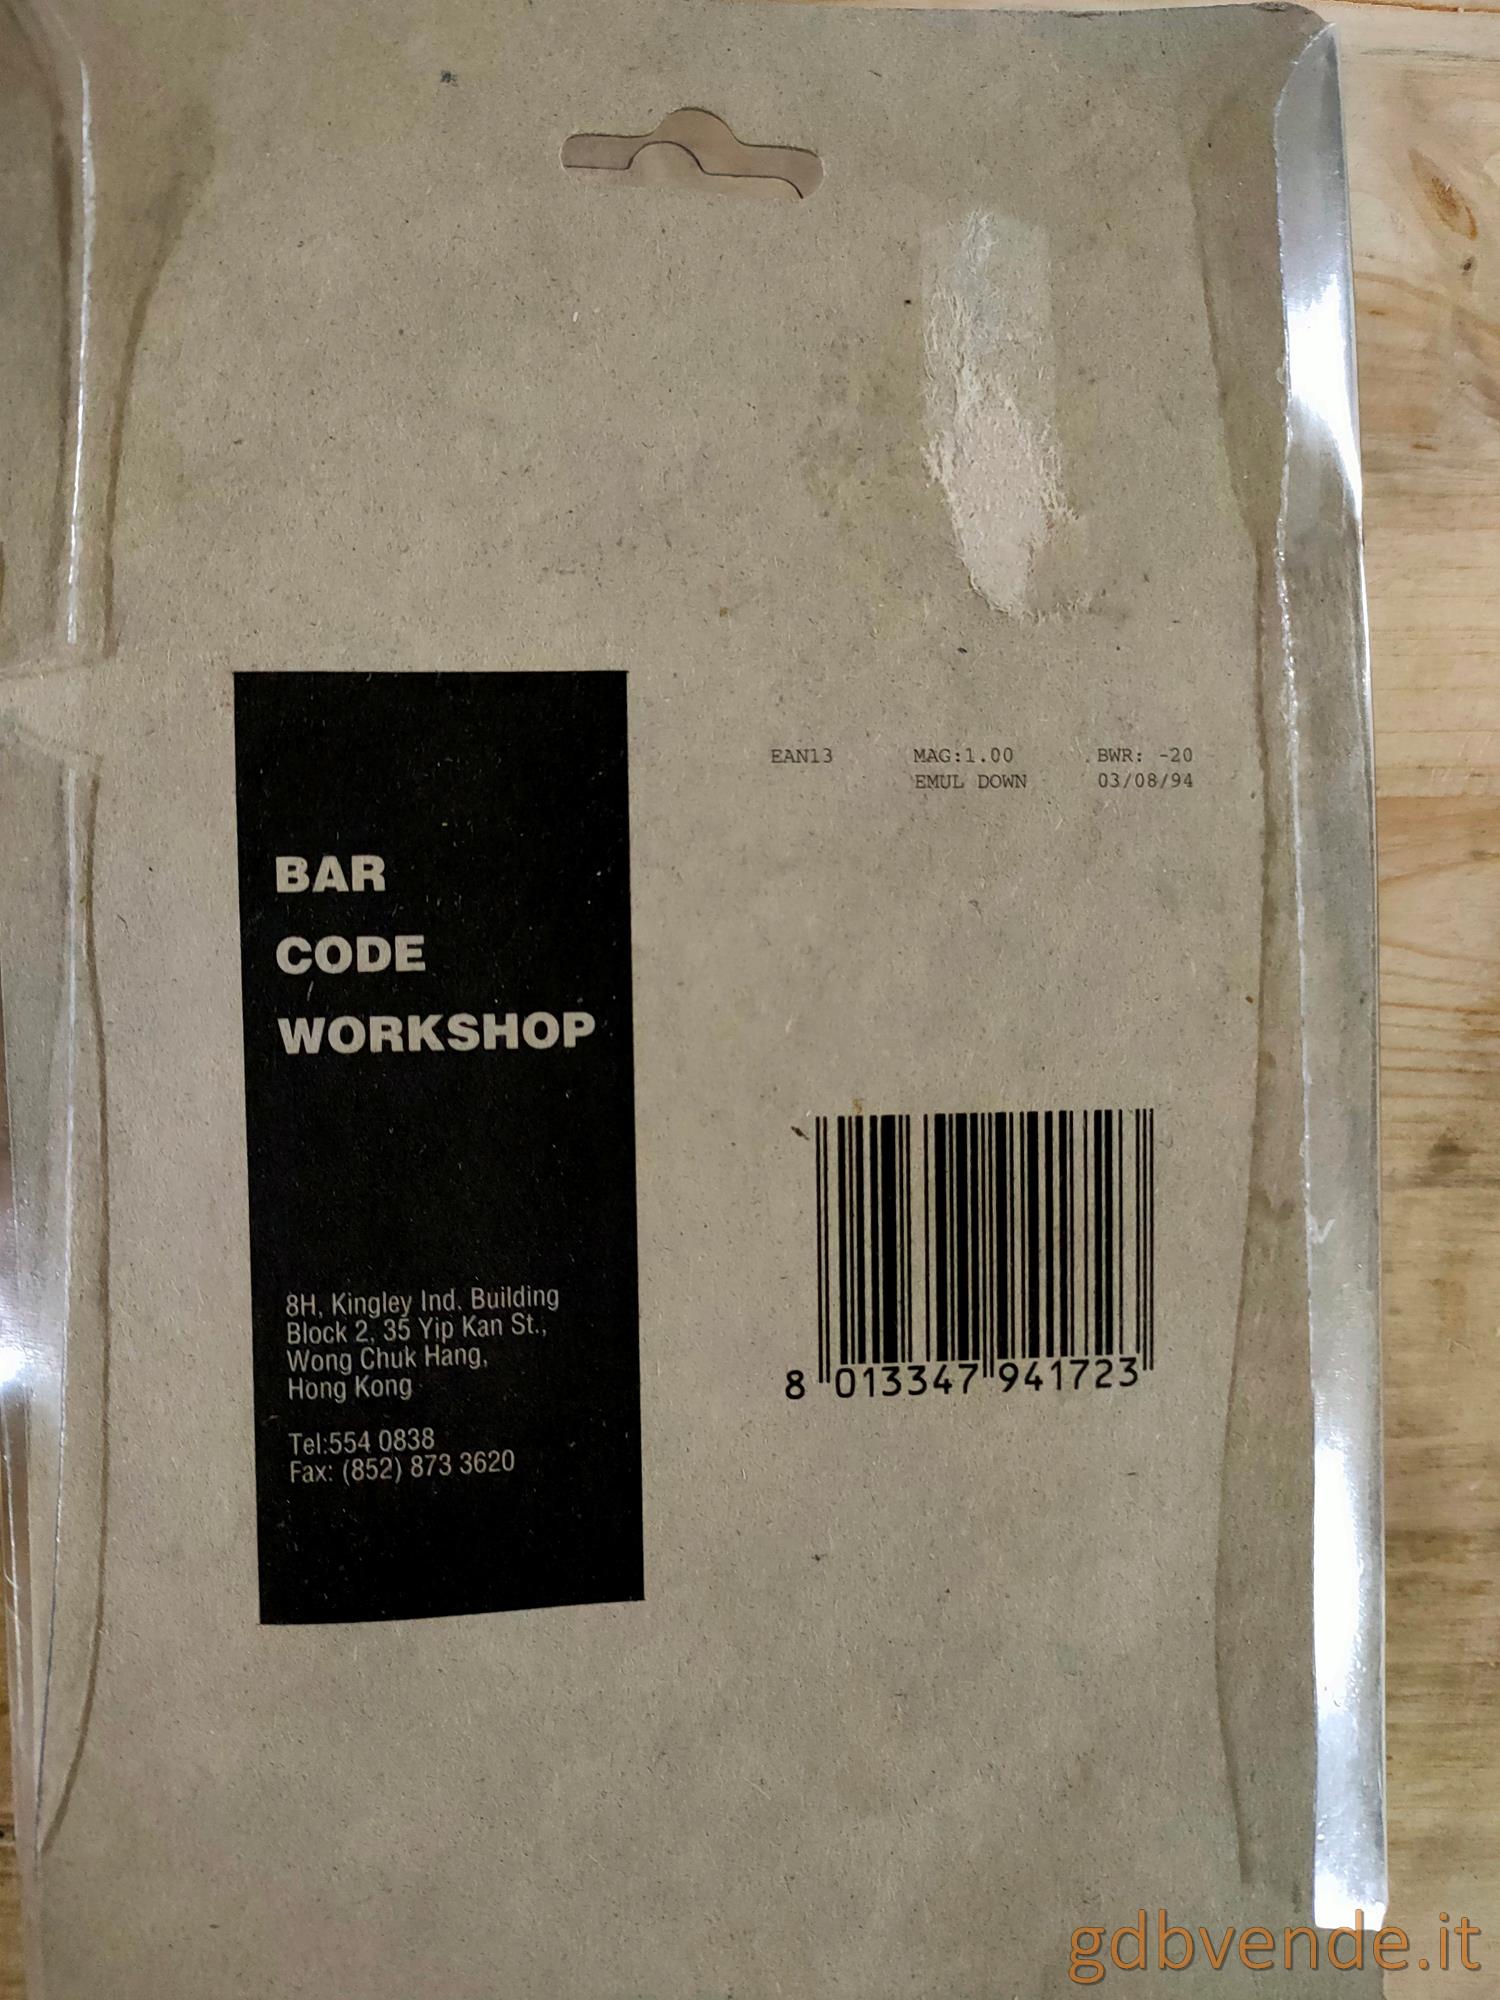 EAN13 MAG:1.00 BWR: -20
EMUL DOWN 03/08/94
BAR
CODE
WORKSHOP
8H, Kingley Ind. Building
Block 2, 35 Yip Kan St.,
Wong Chuk Hang,
Hong Kong
Tel:554 0838
Fax: (852) 873 3620
8 013347 941723
gdbvende.it